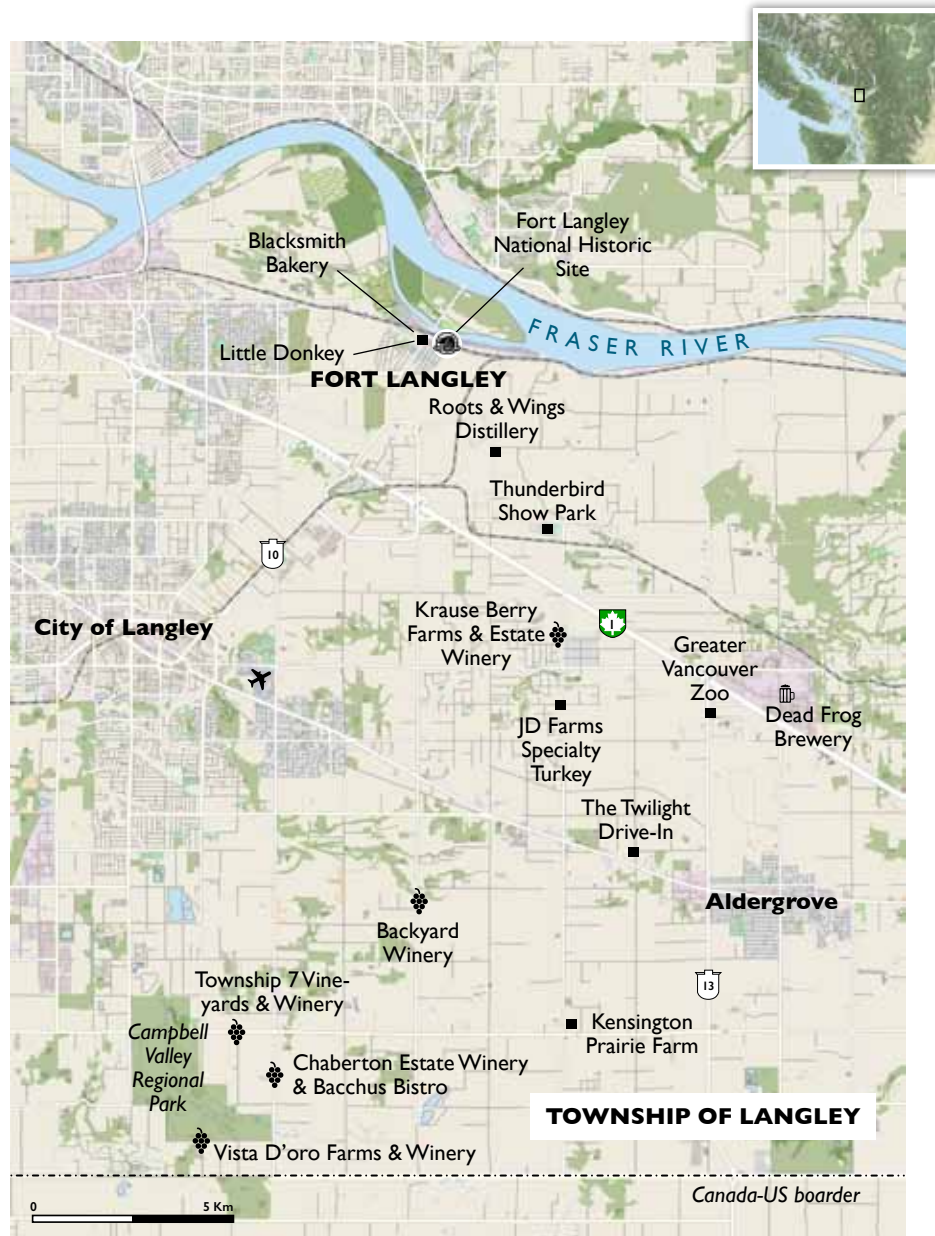 Fort Langley
National Historic
Site
Blacksmith
Bakery
FRASER RIVER
Little Donkey
FORT LANGLEY
Roots & Wings
Distillery
Thunderbird
Show Park
10
Krause Berry
Farms & Estate
Winery
1
City of Langley
Greater
Vancouver
Zoo
Dead Frog
Brewery
JD Farms
Specialty
Turkey
The Twilight
Drive-In
Aldergrove
Backyard
Winery
Township 7 Vine-
yards & Winery
13
Campbell
Valley
Regional
Park
Kensington
Prairie Farm
Chaberton Estate Winery
& Bacchus Bistro
TOWNSHIP OF LANGLEY
Vista D'oro Farms & Winery
Canada-US boarder
0 5 Km